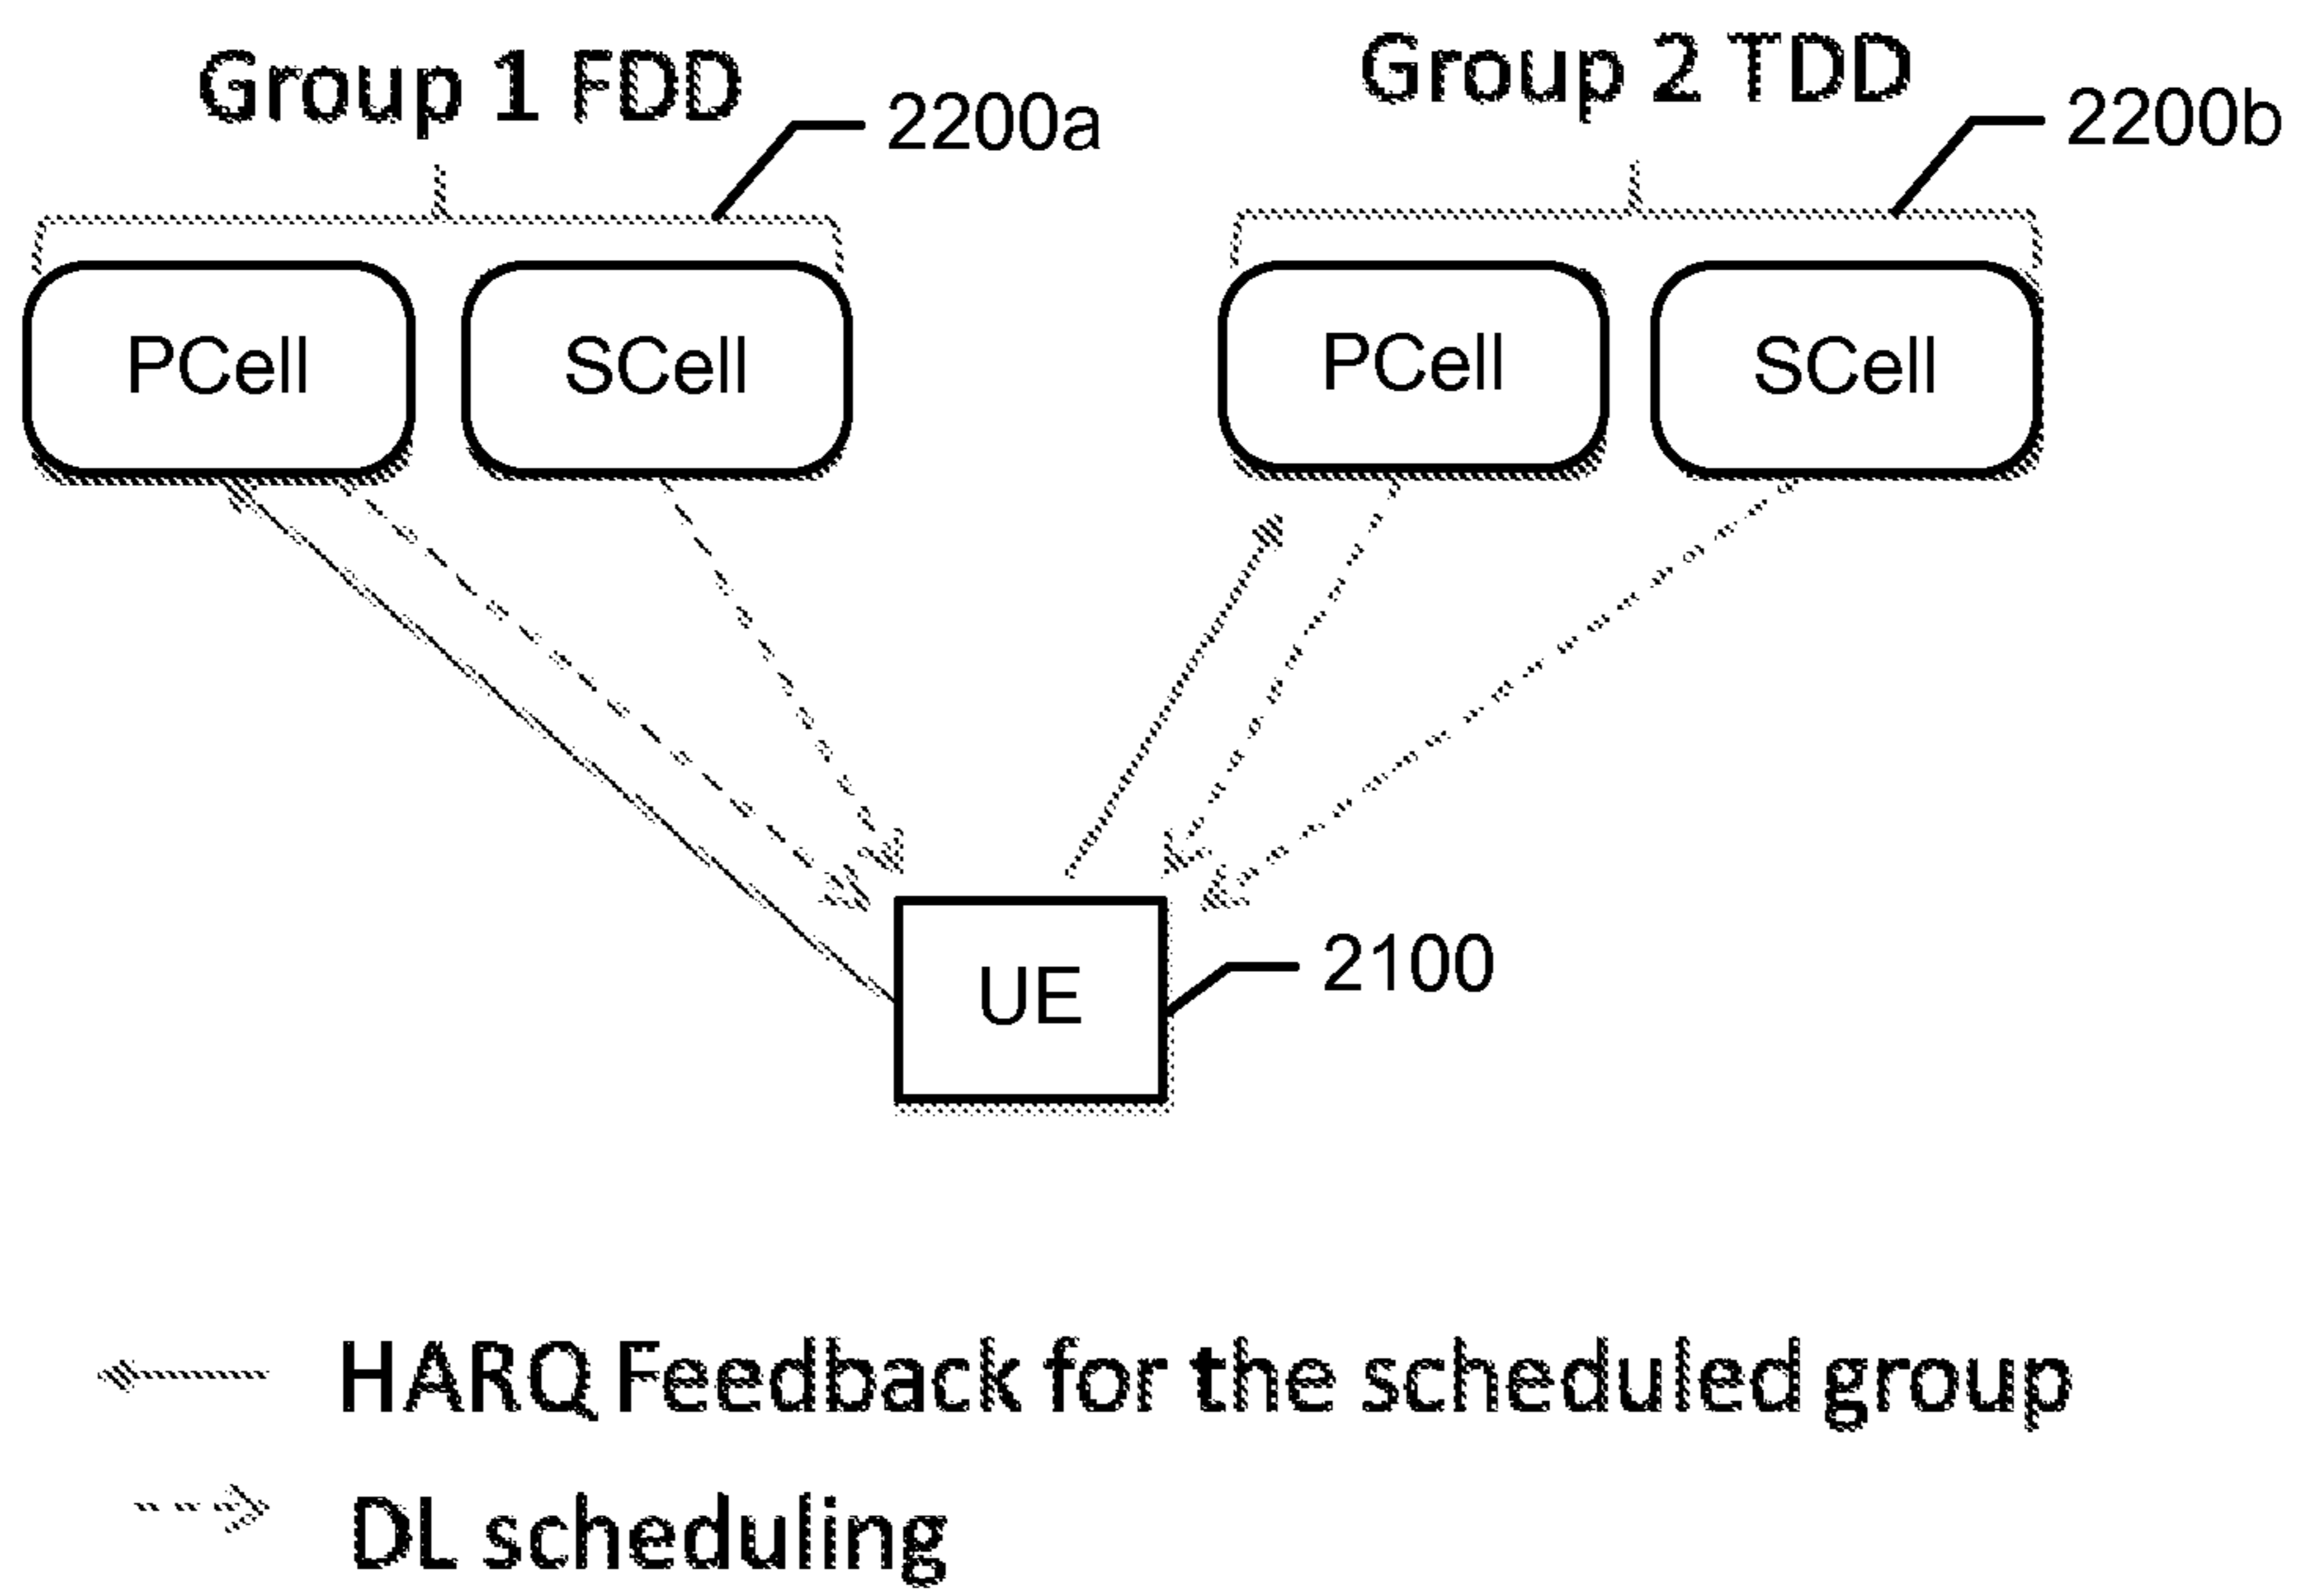 Group 1 FDD
2200a
Group 2 TDD
2200b
PCell
SCell
PCell
SCell
UE
2100
HARQ Feedback for the scheduled group
DL scheduling